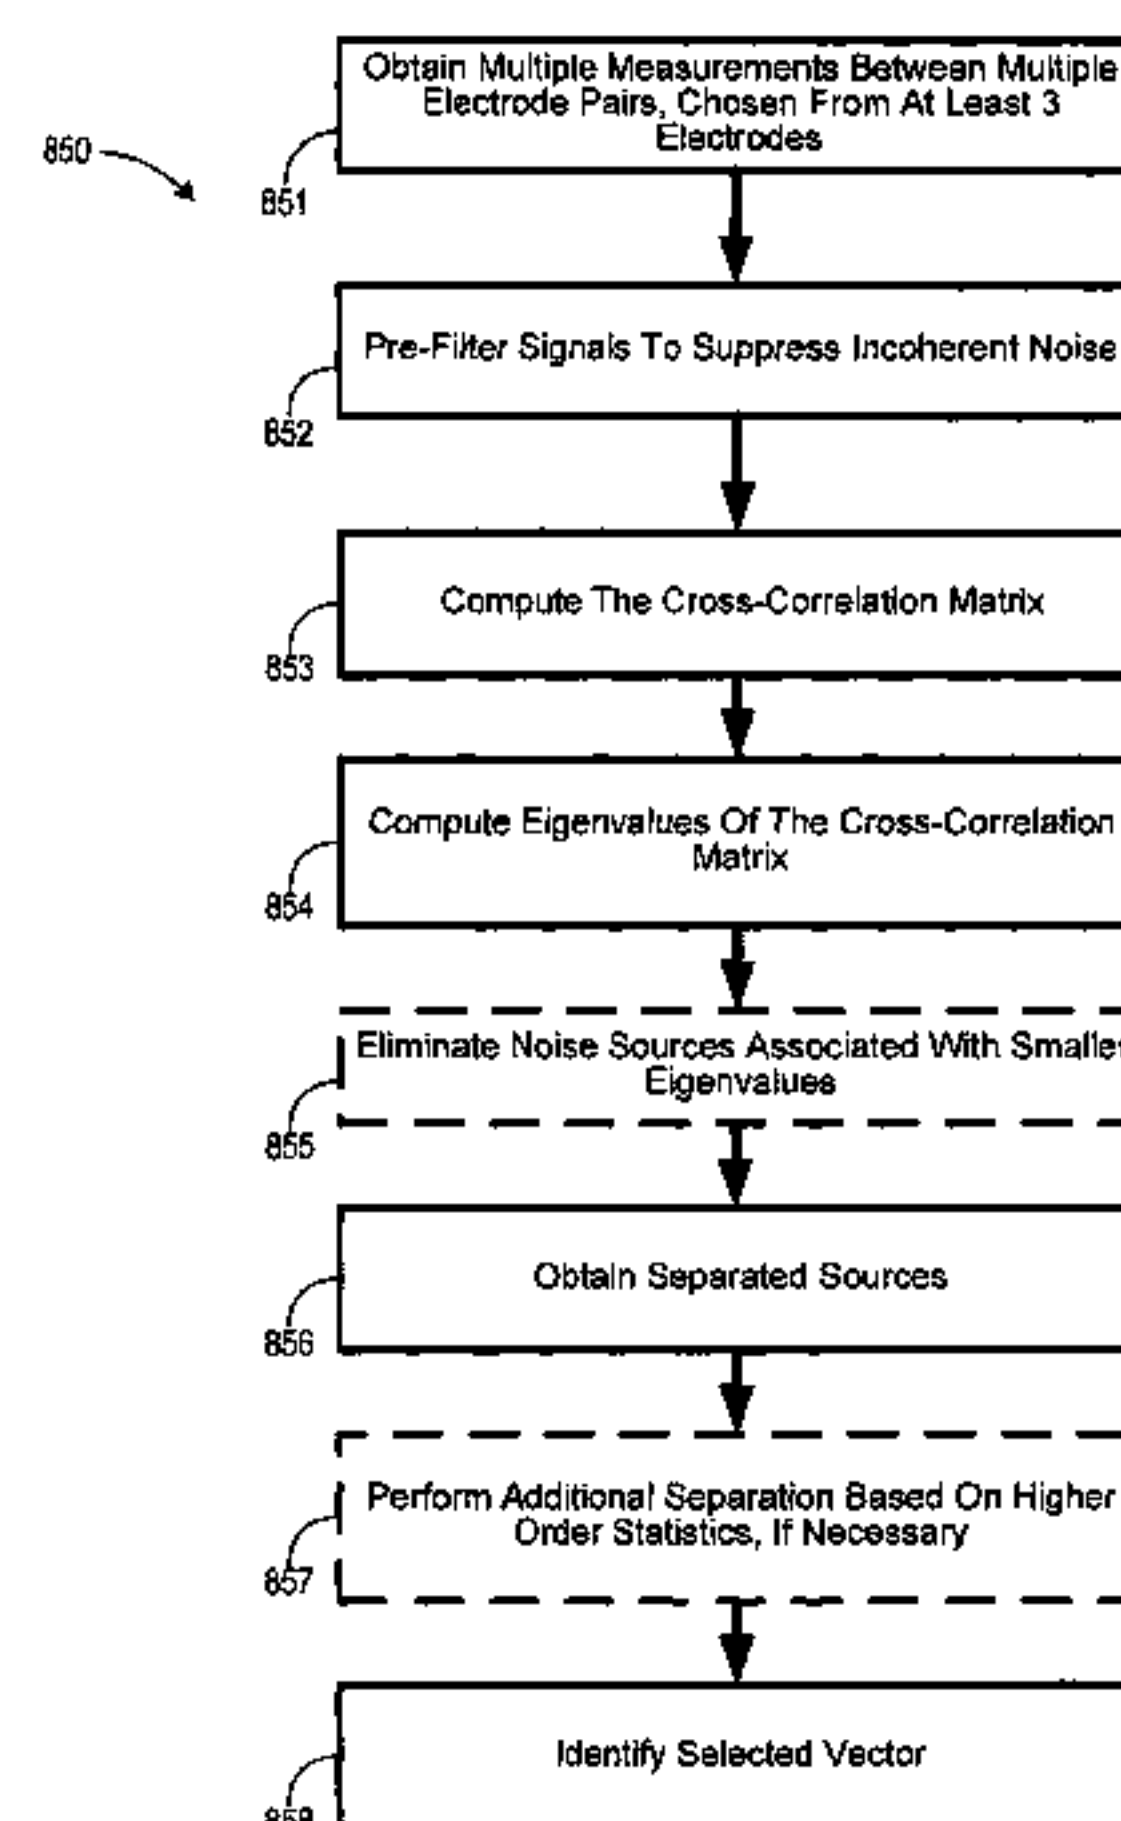 Obtain Multiple Measurements Between Multiple
Electrode Pairs, Chosen From At Least 3
Electrodes
850
851
Pre-Filter Signals To Suppress Incoherent Noise
852
Compute The Cross-Correlation Matrix
853
Compute Eigenvalues Of The Cross-Correlation
Matrix
854
Eliminate Noise Sources Associated With
Eigenvalues
855
Obtain Separated Sources
856
Perform Additional Separation Based On Higher
Order Statistics, If Necessary
857
Identify Selected Vector